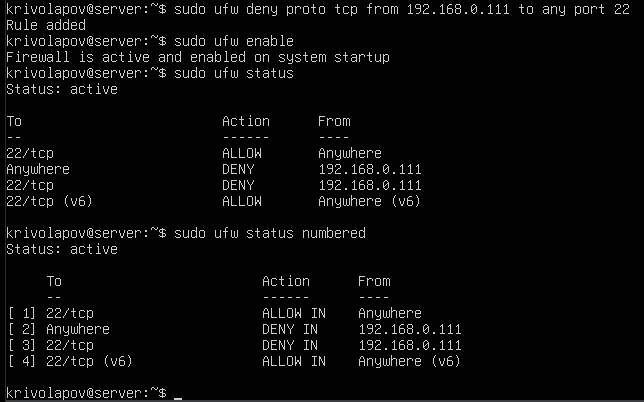 krivolapov@server:~$ sudo ufw deny proto tcp from 192.168.0.111 to any port 22
Rule added
krivolapov@server:~$ sudo ufw enable
Firewall is active and enabled on system startup
krivolapov@server:~$ sudo ufw status
Status: active
To                         Action      From
--                         ------      ----
22/tcp                     ALLOW       Anywhere
Anywhere                   DENY        192.168.0.111
22/tcp                     DENY        192.168.0.111
22/tcp (v6)                ALLOW       Anywhere (v6)
krivolapov@server:~$ sudo ufw status numbered
Status: active
     To                         Action      From
     --                         ------      ----
[ 1] 22/tcp                     ALLOW IN    Anywhere
[ 2] Anywhere                   DENY IN     192.168.0.111
[ 3] 22/tcp                     DENY IN     192.168.0.111
[ 4] 22/tcp (v6)                ALLOW IN    Anywhere (v6)
krivolapov@server:~$ _